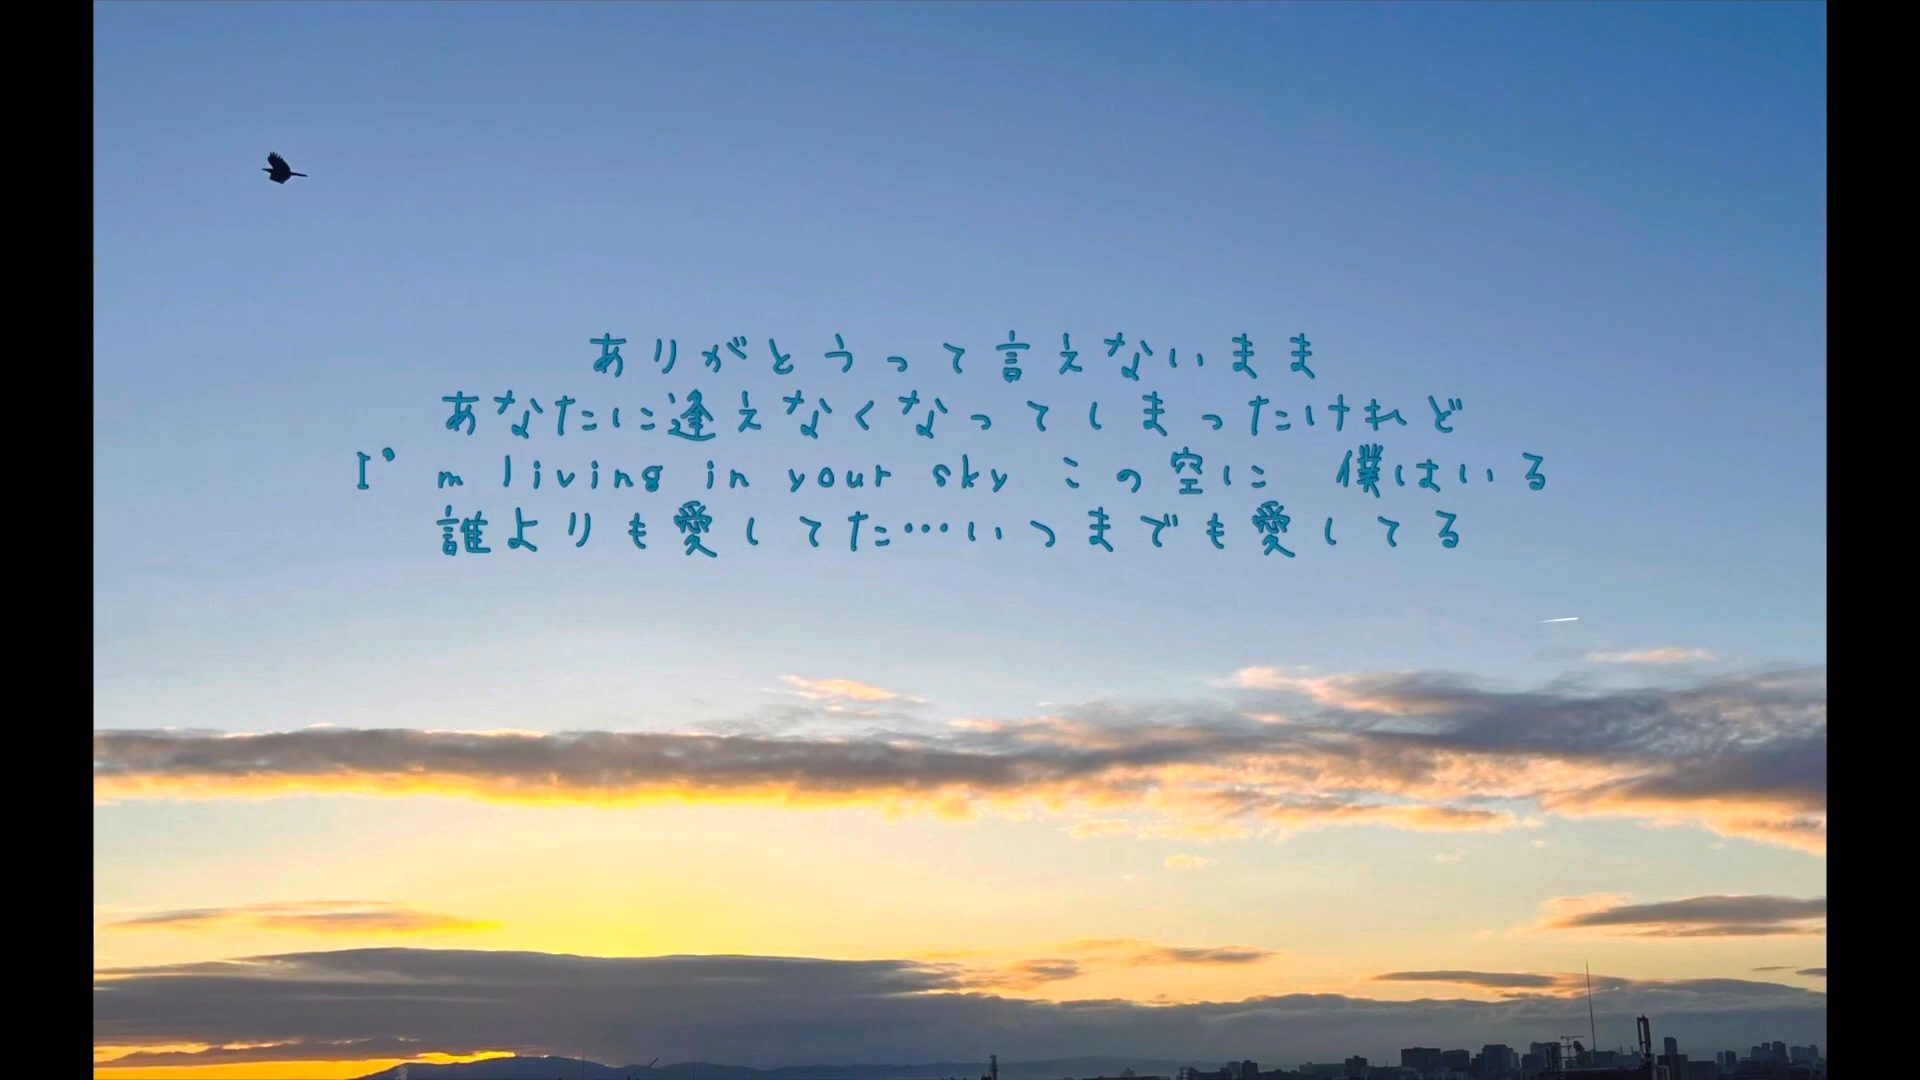 ありがとうって言えないまま
あなたに逢えなくなってしまったけれど
I’m living in your sky この空に　僕はいる
誰よりも愛してた…いつまでも愛してる